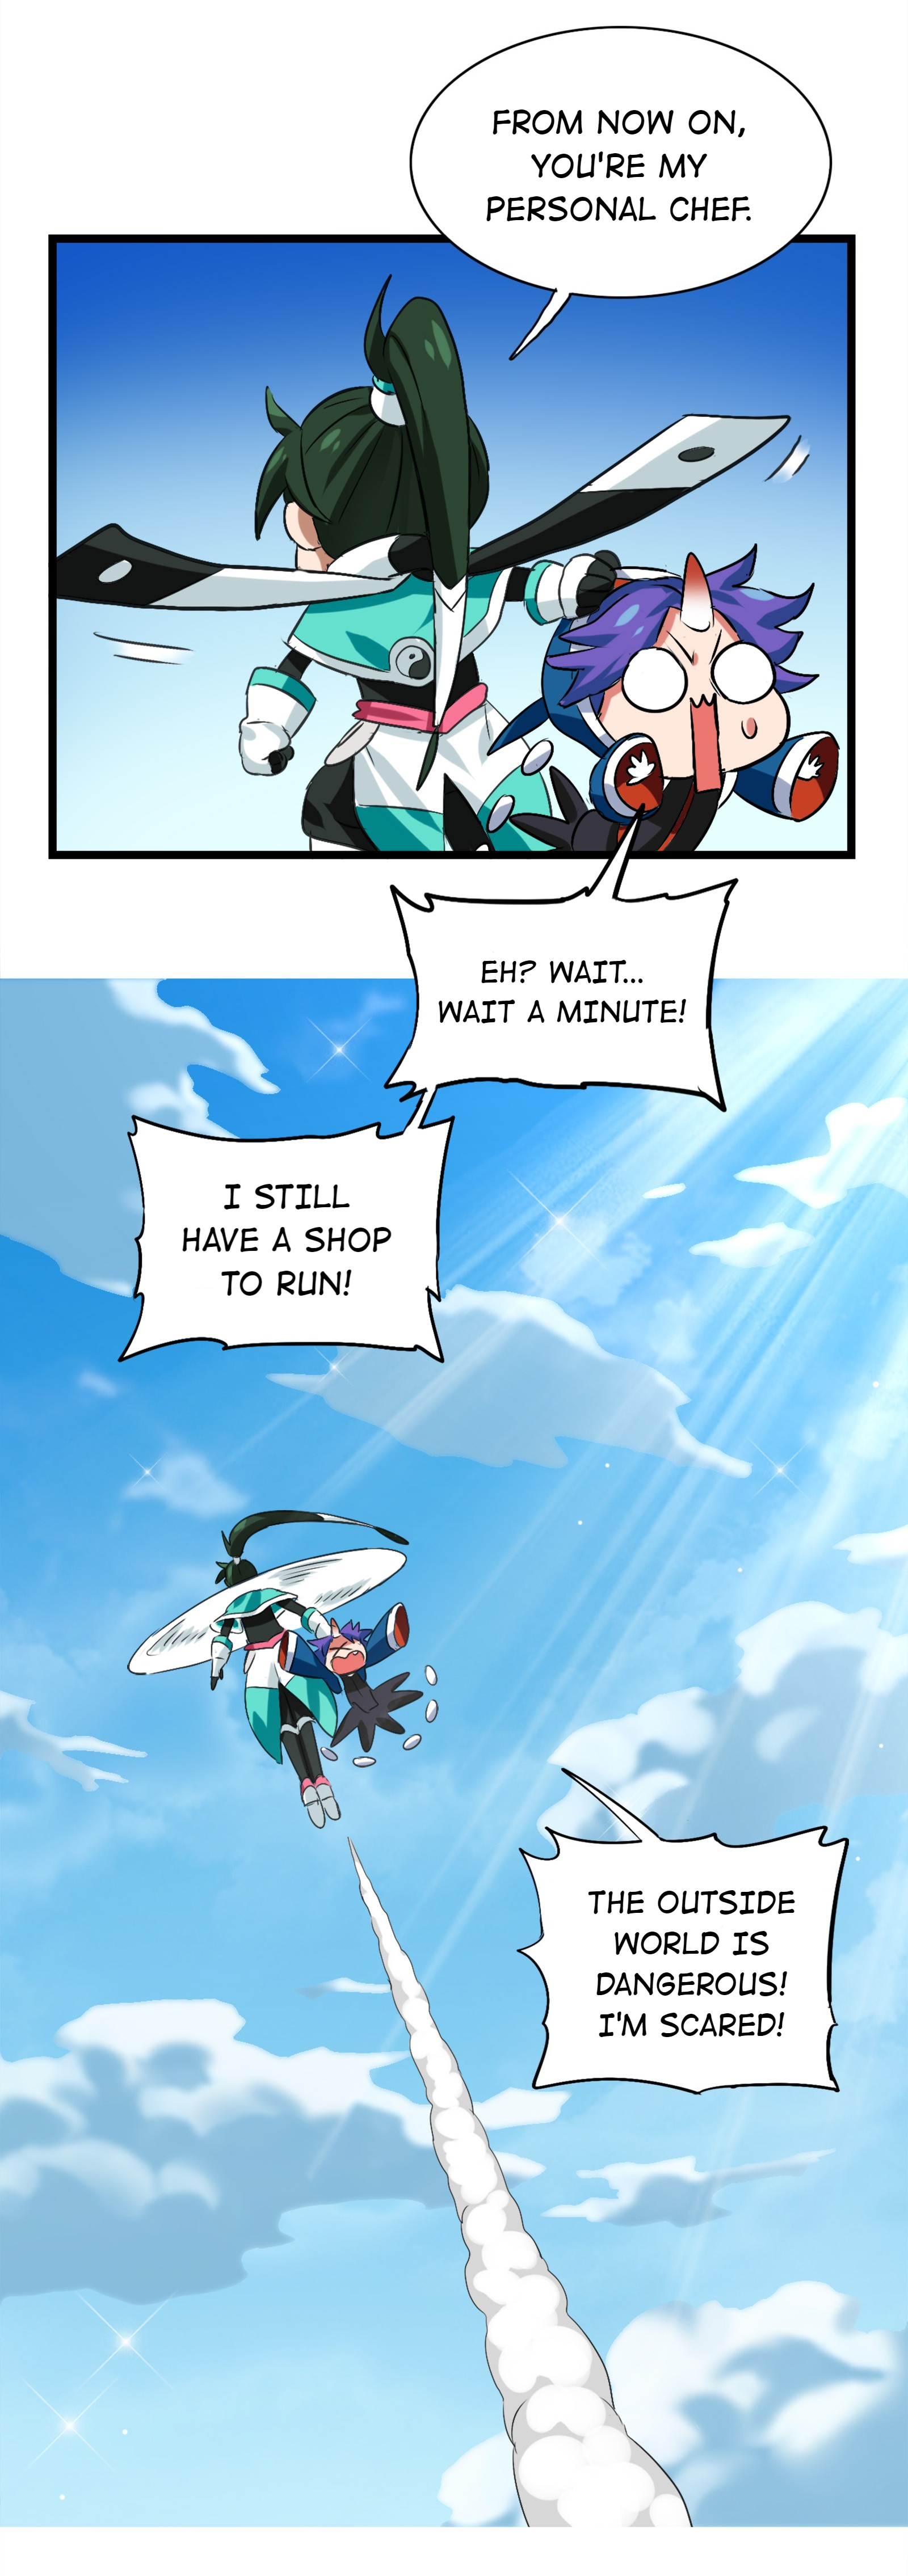 FROM NOW ON,
YOU'RE MY
PERSONAL CHEF.
EH? WAIT...
WAIT A MINUTE!
I STILL
HAVE A SHOP
TO RUN!
THE OUTSIDE
WORLD IS
DANGEROUS!
I'M SCARED!